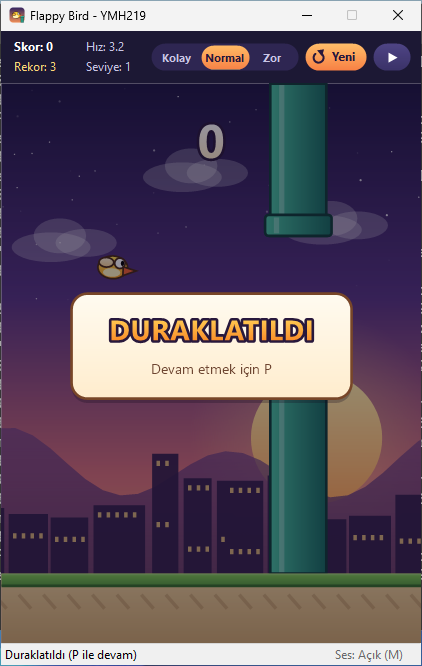 Flappy Bird - YMH219
Skor: 0 Hız: 3.2
Rekor: 3 Seviye: 1
Kolay Normal Zor Yeni
0
DURAKLATILDI
Devam etmek için P
Duraklatıldı (P ile devam) Ses: Açık (M)